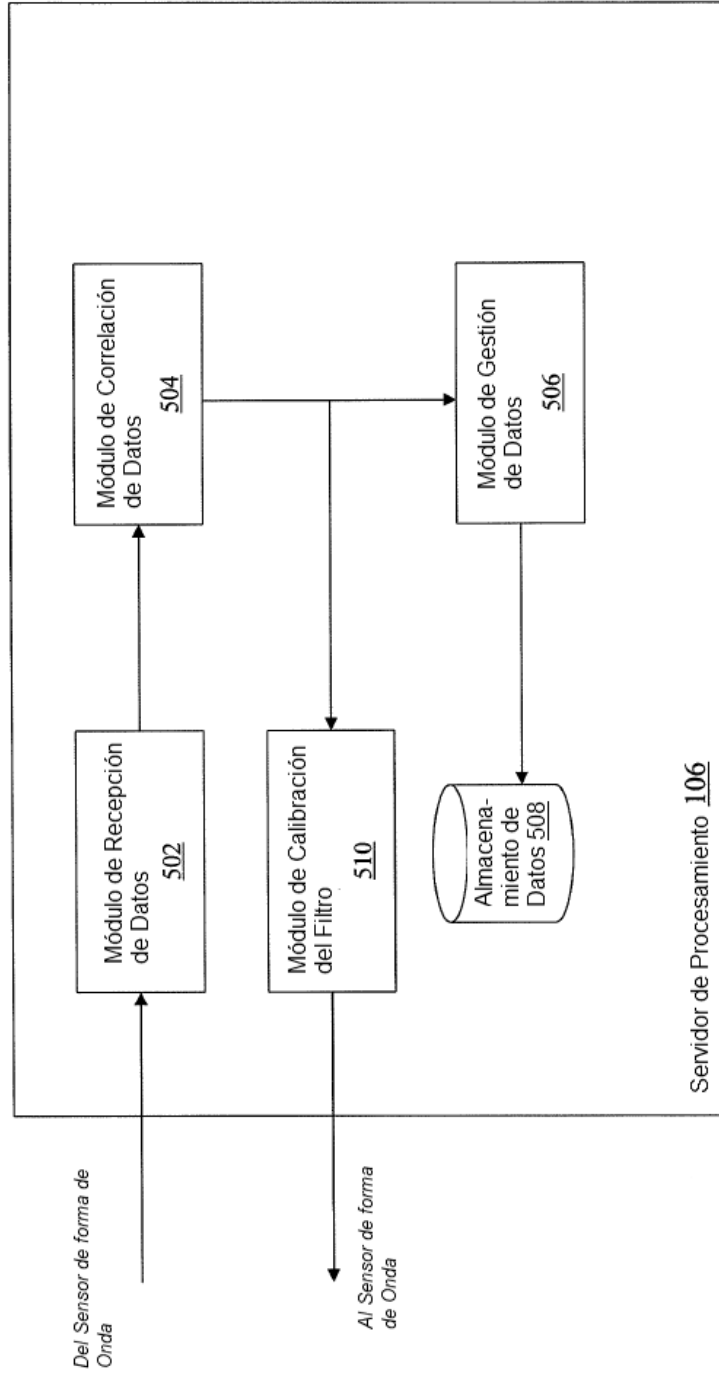 Del Sensor de forma de
Onda
Módulo de Recepción
de Datos
502
Módulo de Correlación
de Datos
504
Al Sensor de forma
de Onda
Módulo de Calibración
del Filtro
510
Almacena-
miento de
Datos 508
Módulo de Gestión
de Datos
506
Servidor de Procesamiento 106